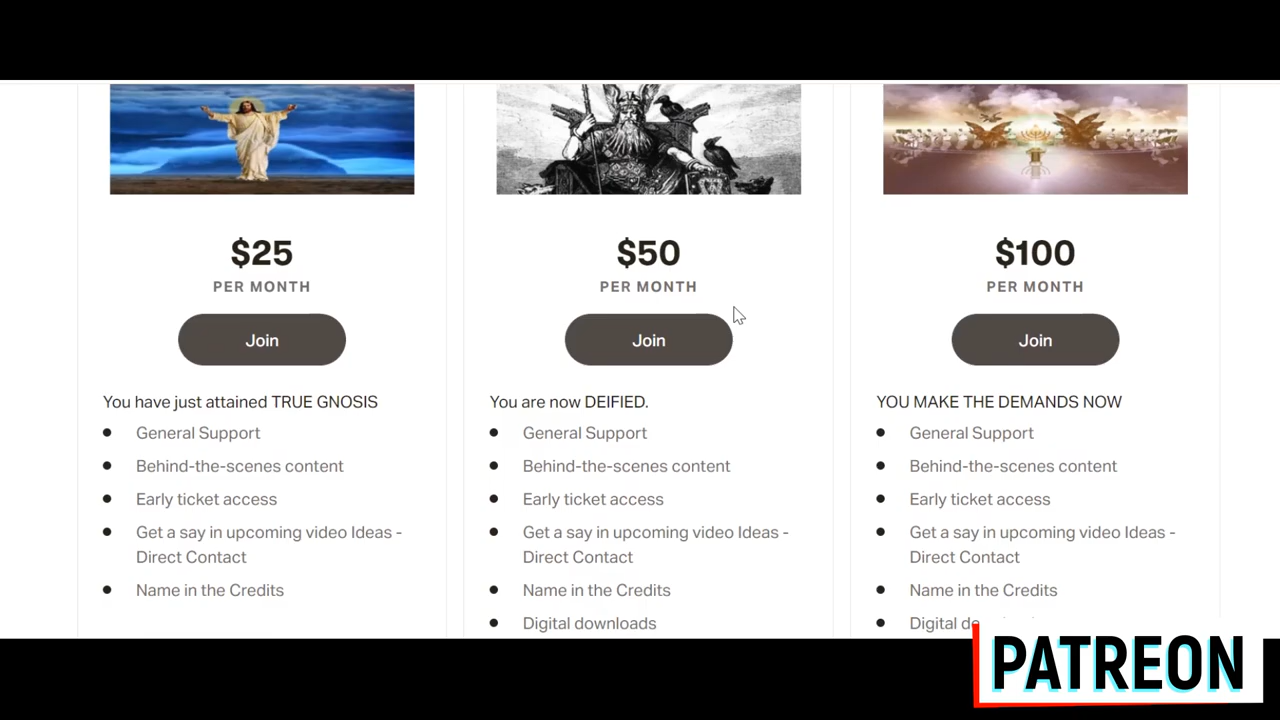 $25
PER MONTH
Join
You have just attained TRUE GNOSIS
General Support
Behind-the-scenes content
Early ticket access
Get a say in upcoming video Ideas -
Direct Contact
Name in the Credits
$50
PER MONTH
Join
You are now DEIFIED.
General Support
Behind-the-scenes content
Early ticket access
Get a say in upcoming video Ideas -
Direct Contact
Name in the Credits
Digital downloads
$100
PER MONTH
Join
YOU MAKE THE DEMANDS NOW
General Support
Behind-the-scenes content
Early ticket access
Get a say in upcoming video Ideas -
Direct Contact
Name in the Credits
Digital
PATREON